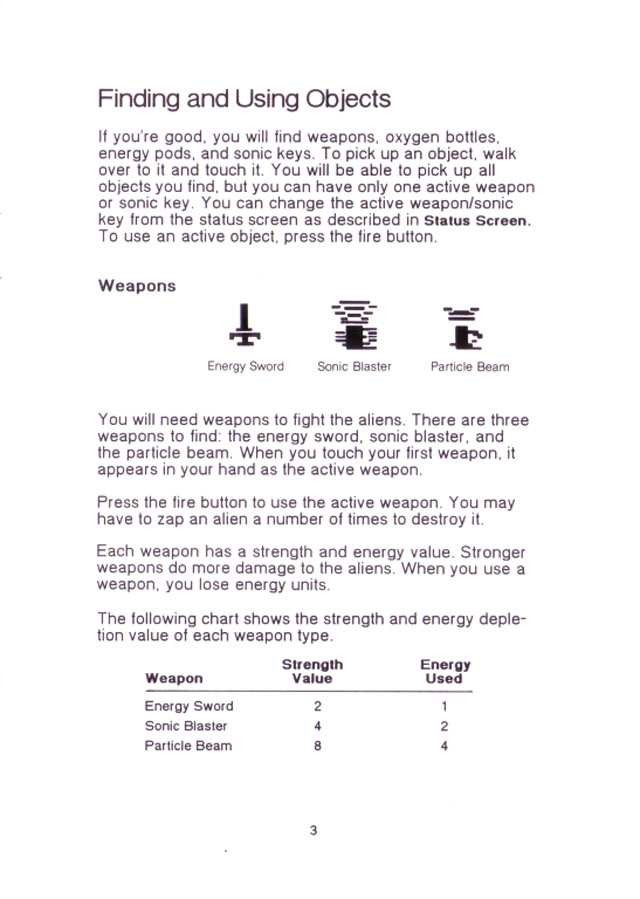 Finding and Using Objects
If you're good, you will find weapons, oxygen bottles,
energy pods, and sonic keys. To pick up an object, walk
over to it and touch it. You will be able to pick up all
objects you find, but you can have only one active weapon
or sonic key. You can change the active weapon/sonic
key from the status screen as described in Status Screen.
To use an active object, press the fire button.
Weapons
Energy Sword Sonic Blaster Particle Beam
You will need weapons to fight the aliens. There are three
weapons to find: the energy sword, sonic blaster, and
the particle beam. When you touch your first weapon, it
appears in your hand as the active weapon.
Press the fire button to use the active weapon. You may
have to zap an alien a number of times to destroy it.
Each weapon has a strength and energy value. Stronger
weapons do more damage to the aliens. When you use a
weapon, you lose energy units.
The following chart shows the strength and energy deple-
tion value of each weapon type.
Strength Energy
Weapon Value Used
Energy Sword 2 1
Sonic Blaster 4 2
Particle Beam 8 4
3